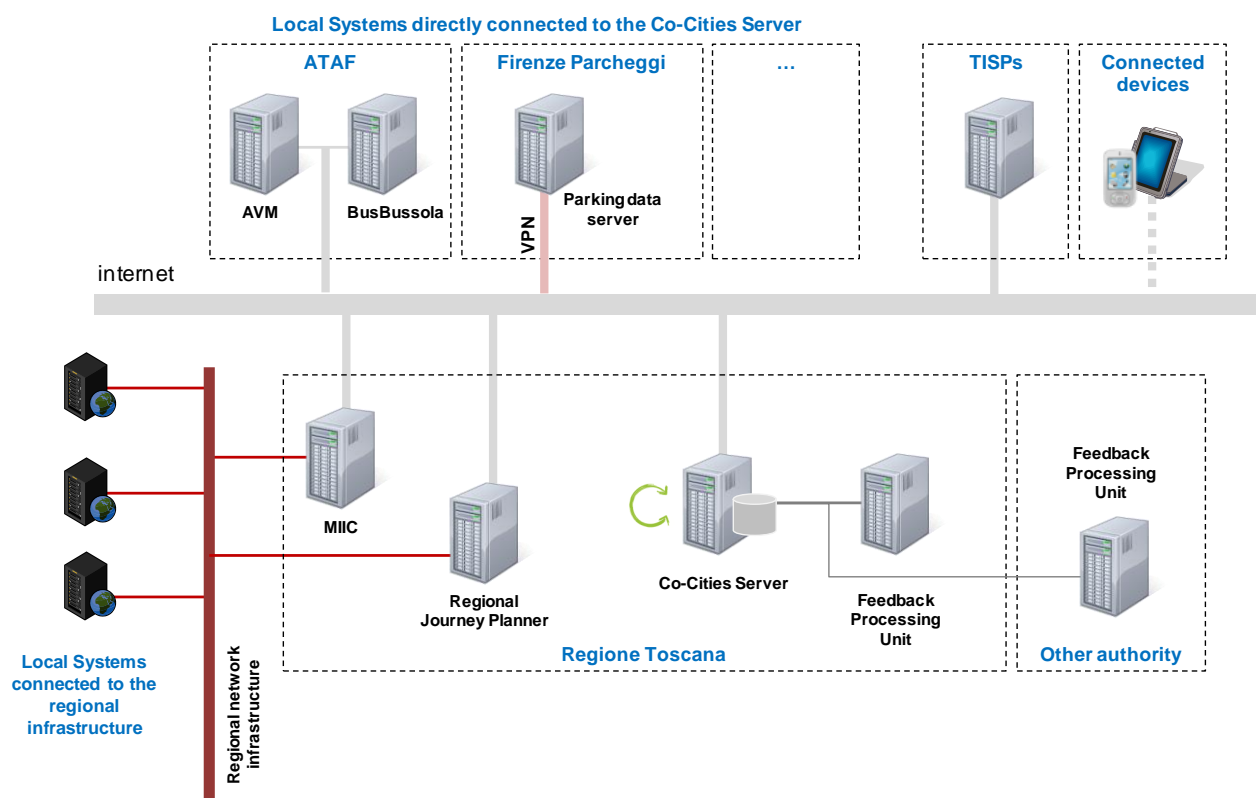 Local Systems directly connected to the Co-Cities Server
ATAF
Firenze Parcheggi
...
TISPs
Connected
devices
AVM
BusBussola
Parking data
server
VPN
internet
MIIC
Regional
Journey Planner
Co-Cities Server
Feedback
Processing
Unit
Feedback
Processing
Unit
Regione Toscana
Other authority
Local Systems
connected to the
regional
infrastructure
Regional network
infrastructure